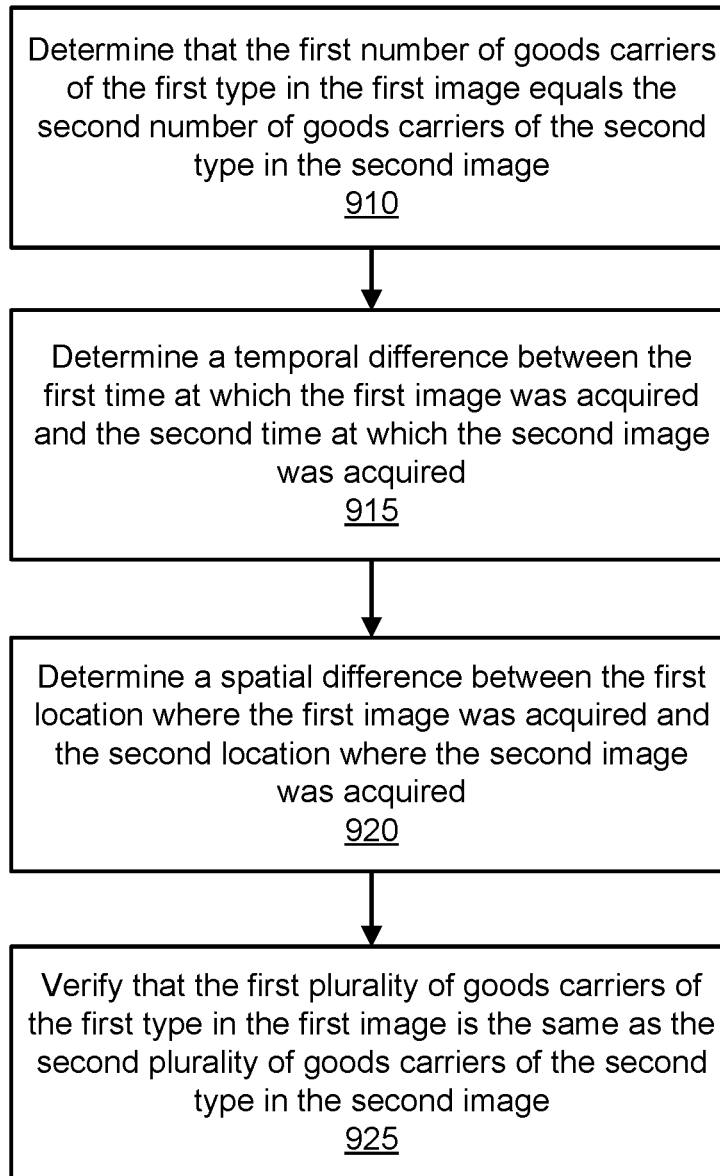 Determine that the first number of goods carriers
of the first type in the first image equals the
second number of goods carriers of the second
type in the second image
910
Determine a temporal difference between the
first time at which the first image was acquired
and the second time at which the second image
was acquired
915
Determine a spatial difference between the first
location where the first image was acquired and
the second location where the second image
was acquired
920
Verify that the first plurality of goods carriers of
the first type in the first image is the same as the
second plurality of goods carriers of the second
type in the second image
925